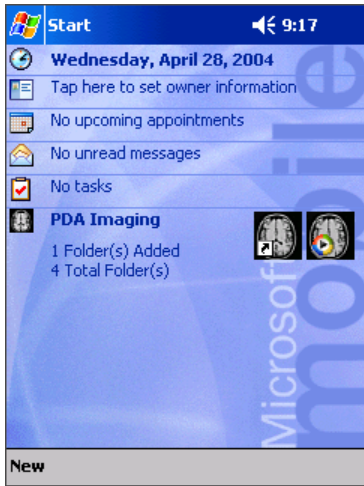 Start 9:17
Wednesday, April 28, 2004
Tap here to set owner information
No upcoming appointments
No unread messages
No tasks
PDA Imaging
1 Folder(s) Added
4 Total Folder(s)
Microsoft
mobile
New